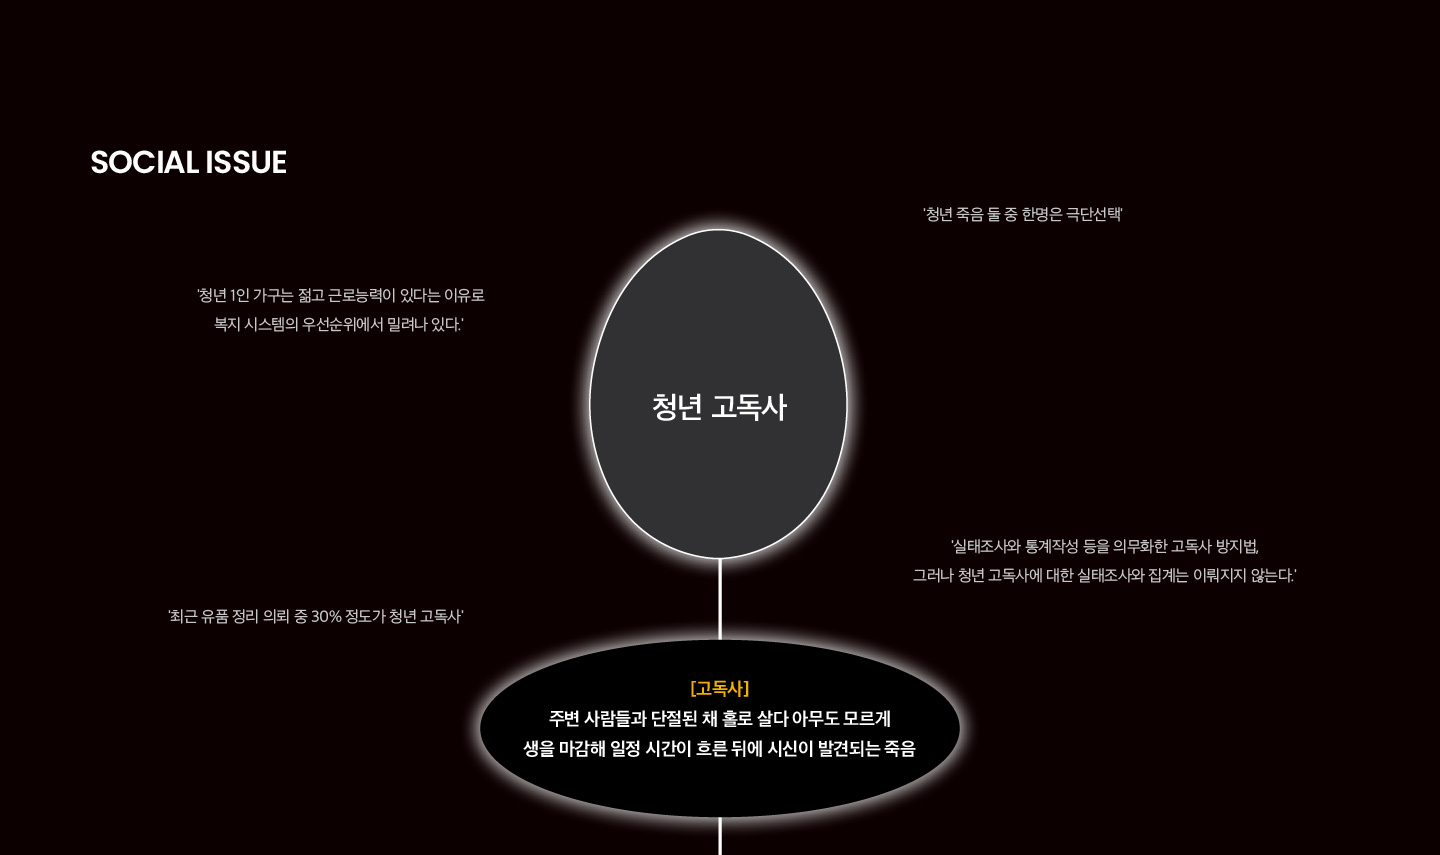 SOCIAL ISSUE
'청년 죽음 둘 중 한명은 극단선택'
'청년 1인 가구는 젊고 근로능력이 있다는 이유로
복지 시스템의 우선순위에서 밀려나 있다.'
청년 고독사
'실태조사와 통계작성 등을 의무화한 고독사 방지법,
그러나 청년 고독사에 대한 실태조사와 집계는 이뤄지지 않는다.'
'최근 유품 정리 의뢰 중 30% 정도가 청년 고독사'
[고독사]
주변 사람들과 단절된 채 홀로 살다 아무도 모르게
생을 마감해 일정 시간이 흐른 뒤에 시신이 발견되는 죽음